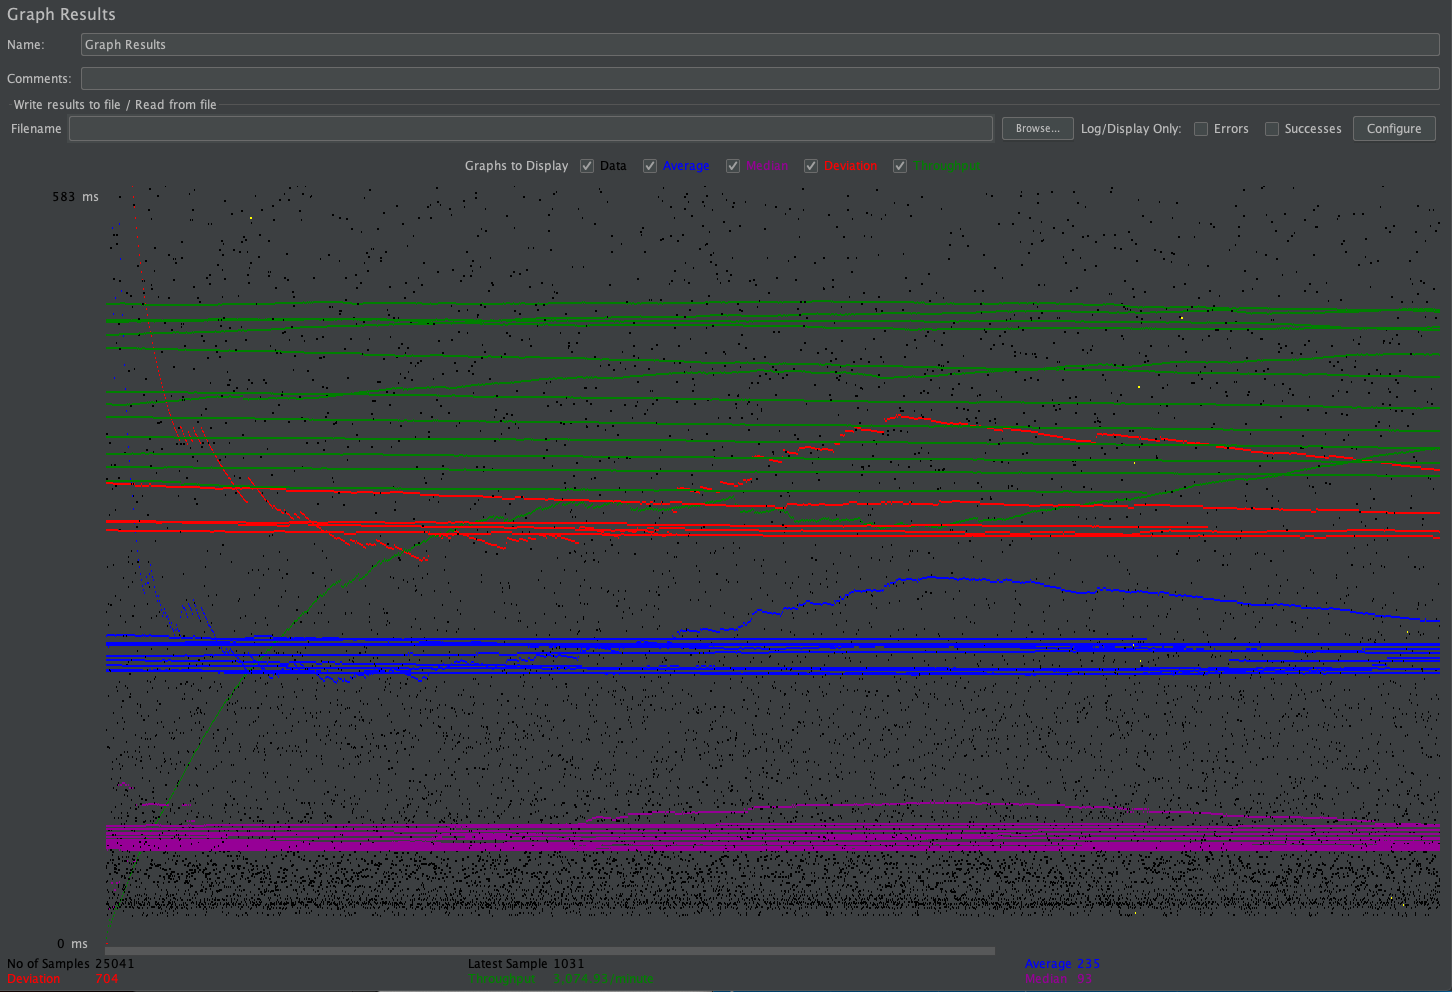 Graph Results
Name: Graph Results
Comments:
Write results to file / Read from file
Filename Browse... Log/Display Only: Errors Successes Configure
Graphs to Display Data Average Median Deviation Throughput
583 ms
0 ms
No of Samples 25041 Latest Sample 1031 Average 235
Deviation 704 Throughput 3,074.93/minute Median